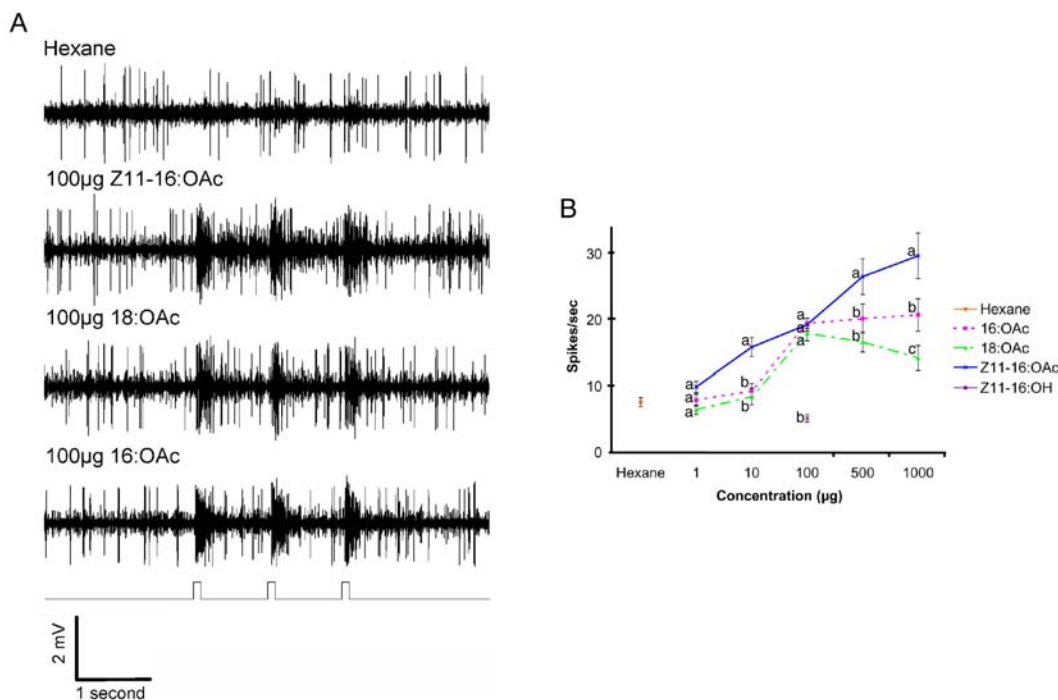 A
Hexane
100µg Z11-16:OAc
100µg 18:OAc
100µg 16:OAc
2 mV
1 second
B
Spikes/sec
30
20
10
0
a
a
a
b
b
a
a
a
b
a
b
b
a
b
c
Hexane
1
10
100
500
1000
Concentration (µg)
Hexane
16:OAc
18:OAc
Z11-16:OAc
Z11-16:OH